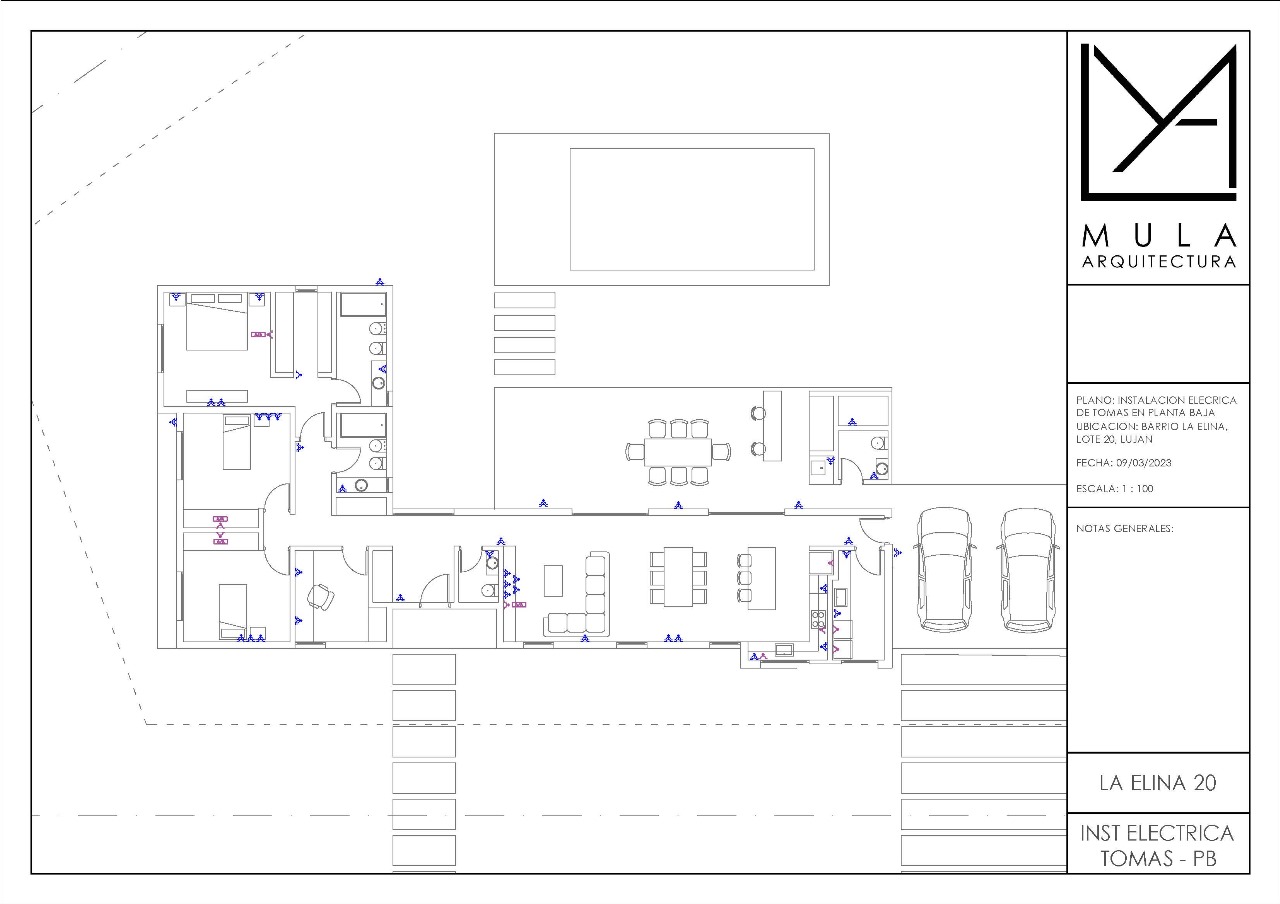 MULA
ARQUITECTURA
PLANO: INSTALACION ELECRICA
DE TOMAS EN PLANTA BAJA
UBICACION: BARRIO LA ELINA,
LOTE 20, LUJAN
FECHA: 09/03/2023
ESCALA: 1 : 100
NOTAS GENERALES:
LA ELINA 20
INST ELECTRICA
TOMAS - PB